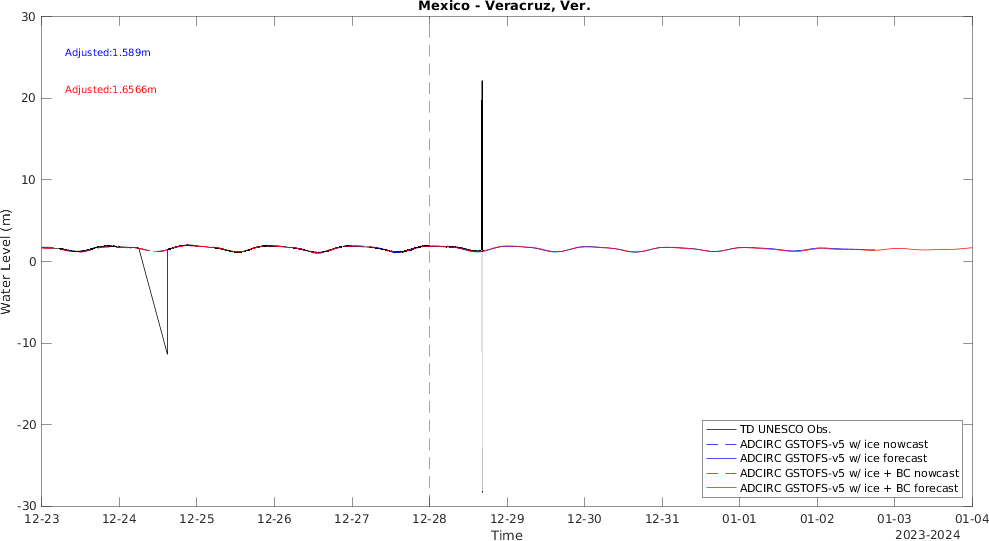 Mexico - Veracruz, Ver.
30
20
10
0
-10
-20
-30
Water Level (m)
Adjusted:1.589m
Adjusted:1.6566m
TD UNESCO Obs.
ADCIRC GSTOFS-v5 w/ ice nowcast
ADCIRC GSTOFS-v5 w/ ice forecast
ADCIRC GSTOFS-v5 w/ ice + BC nowcast
ADCIRC GSTOFS-v5 w/ ice + BC forecast
12-23 12-24 12-25 12-26 12-27 12-28 12-29 12-30 12-31 01-01 01-02 01-03 01-04
Time
2023-2024